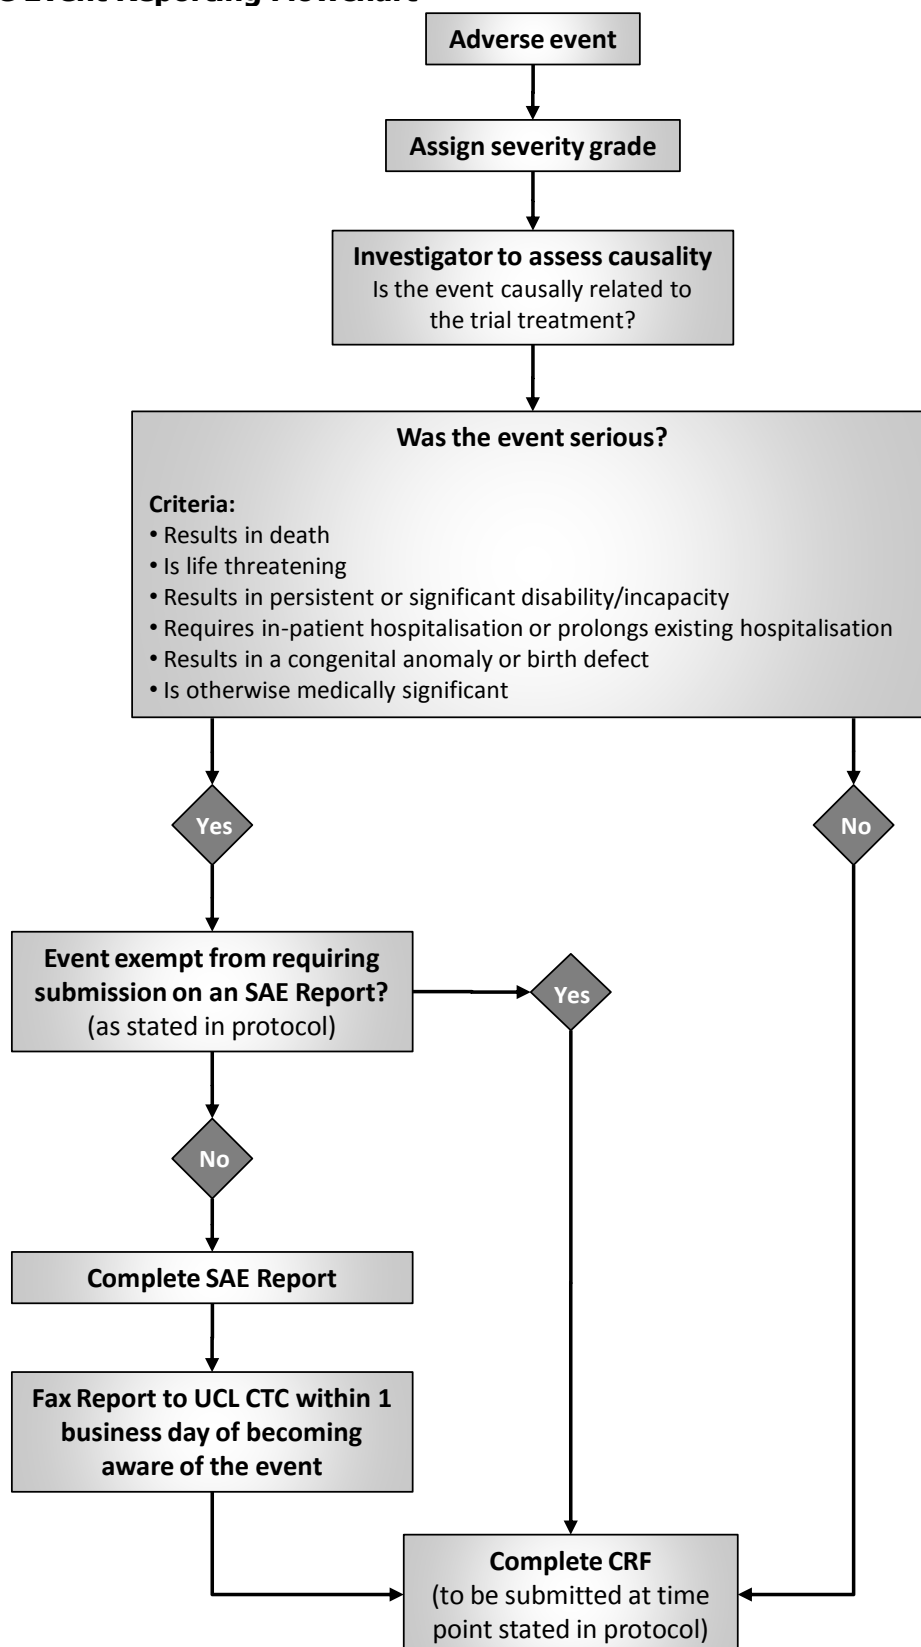 Event Reporting Flowchart
Adverse event
Assign severity grade
Investigator to assess causality
Is the event causally related to
the trial treatment?
Was the event serious?
Criteria:
• Results in death
• Is life threatening
• Results in persistent or significant disability/incapacity
• Requires in-patient hospitalisation or prolongs existing hospitalisation
• Results in a congenital anomaly or birth defect
• Is otherwise medically significant
Yes
No
Event exempt from requiring
submission on an SAE Report?
(as stated in protocol)
Yes
No
Complete SAE Report
Fax Report to UCL CTC within 1
business day of becoming
aware of the event
Complete CRF
(to be submitted at time
point stated in protocol)